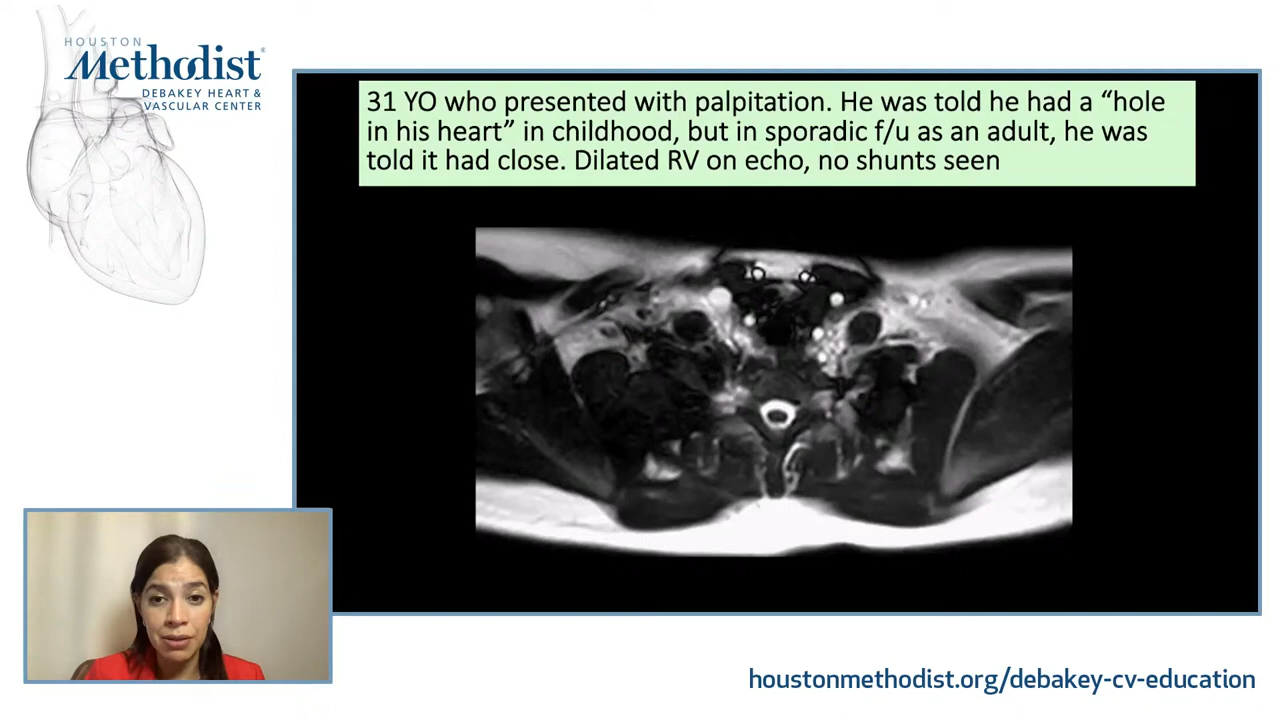 HOUSTON
Methodist
DEBAKEY HEART &
VASCULAR CENTER
31 YO who presented with palpitation. He was told he had a “hole
in his heart” in childhood, but in sporadic f/u as an adult, he was
told it had close. Dilated RV on echo, no shunts seen
houstonmethodist.org/debakey-cv-education